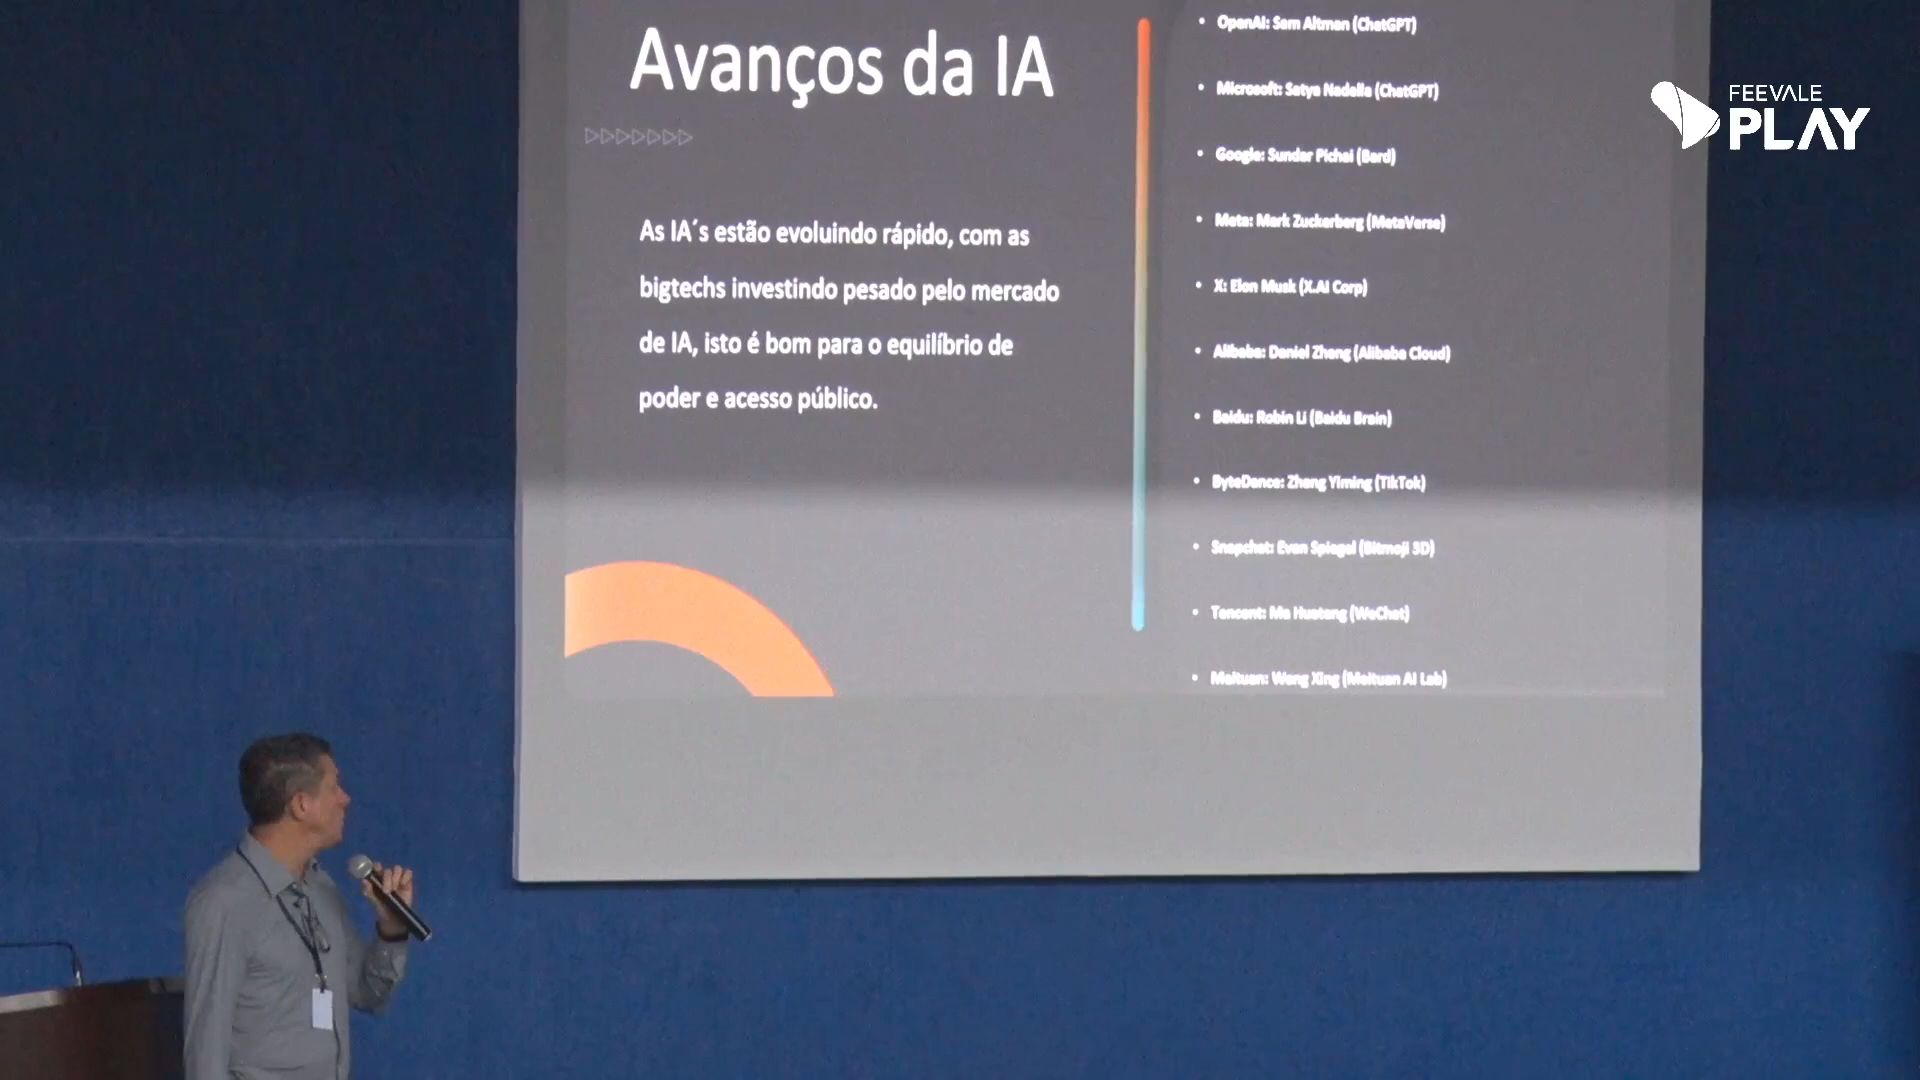 Avanços da IA
As IA´s estão evoluindo rápido, com as
bigtechs investindo pesado pelo mercado
de IA, isto é bom para o equilíbrio de
poder e acesso público.
• OpenAI: Sam Altman (ChatGPT)
• Microsoft: Satya Nadella (ChatGPT)
• Google: Sundar Pichai (Bard)
• Meta: Mark Zuckerberg (MetaVerse)
• X: Elon Musk (X.AI Corp)
• Alibaba: Daniel Zhang (Alibaba Cloud)
• Baidu: Robin Li (Baidu Brain)
• ByteDance: Zhang Yiming (TikTok)
• Snapchat: Evan Spiegel (Bitmoji 3D)
• Tencent: Ma Huateng (WeChat)
• Meituan: Wang Xing (Meituan AI Lab)
FEEVALE
PLAY